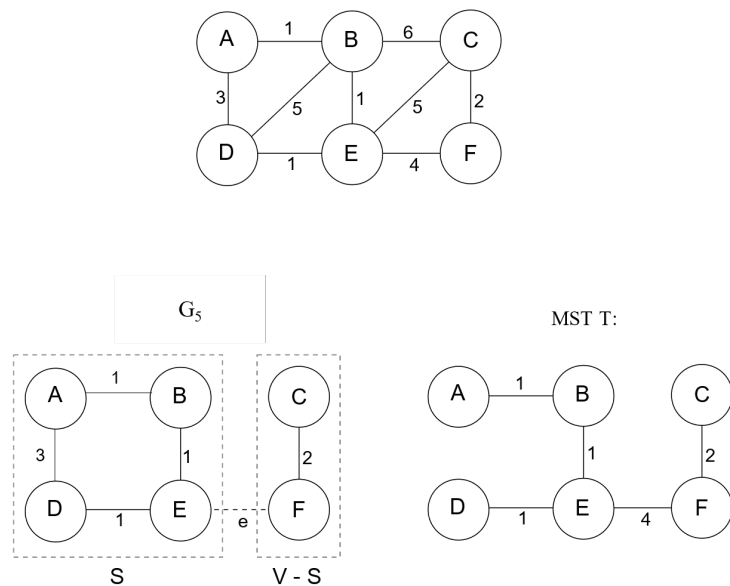 A 1 B 6 C
3 5 1 5 2
D 1 E 4 F
G5
MST T:
A 1 B C
3 1 2
D 1 E e F
S V - S
A 1 B C
1 2
D 1 E 4 F